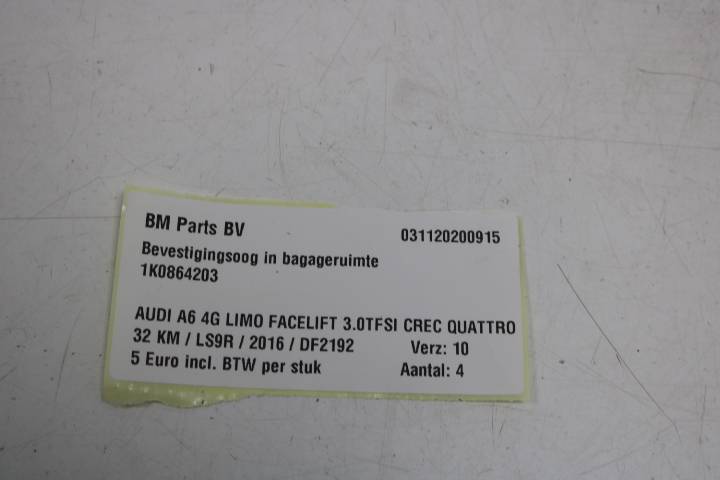 BM Parts BV 031120200915
Bevestigingsoog in bagageruimte
1K0864203
AUDI A6 4G LIMO FACELIFT 3.0TFSI CREC QUATTRO
32 KM / LS9R / 2016 / DF2192 Verz: 10
5 Euro incl. BTW per stuk Aantal: 4